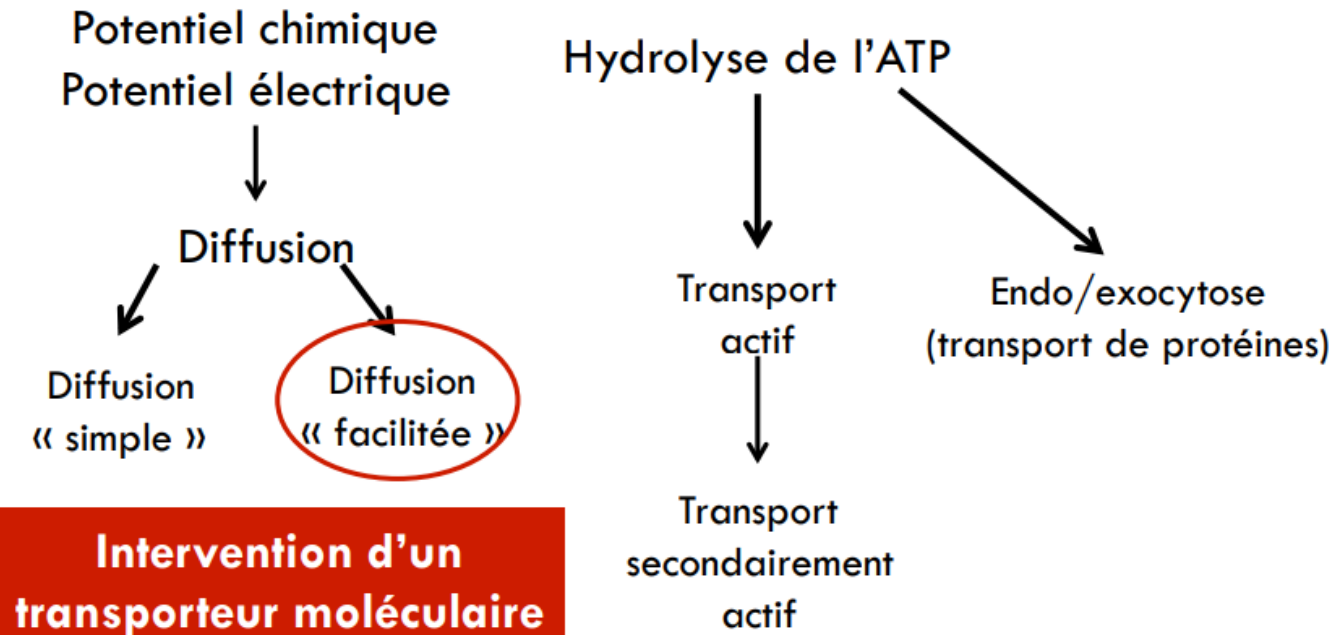 Potentiel chimique
Potentiel électrique
Hydrolyse de l'ATP
Diffusion
Transport
actif
Endo/exocytose
(transport de protéines)
Diffusion
« simple »
Diffusion
« facilitée »
Transport
secondairement
actif
Intervention d'un
transporteur moléculaire